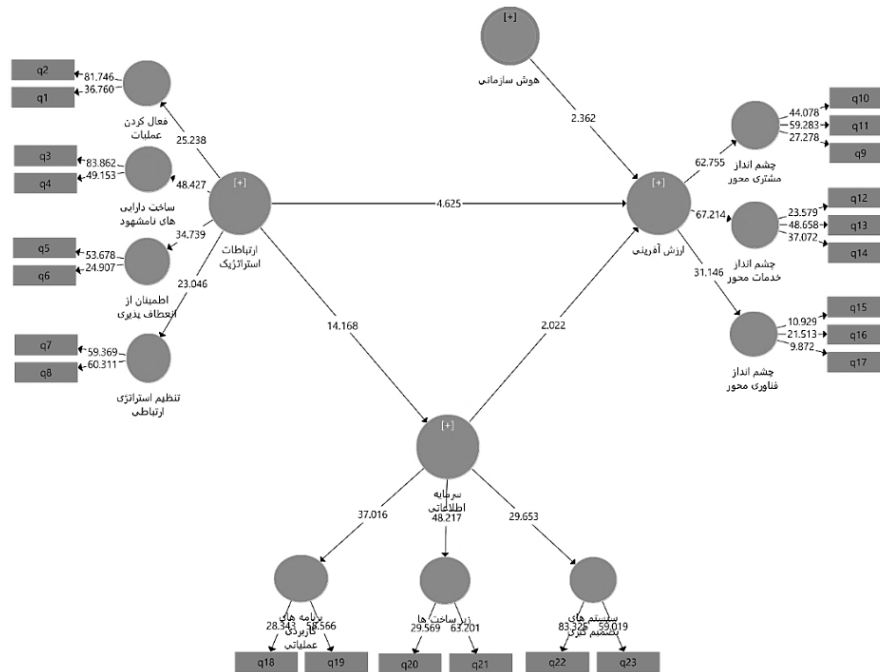 [+]
هوش سازمانی
2.362
q2
81.746
q1
36.760
فعال کردن
عملیات
25.238
q3
83.862
q4
49.153
ساخت دارایی
های نامشهود
48.427
q5
53.678
q6
24.907
اطمینان از
انعطاف پذیری
34.739
q7
59.369
q8
60.311
تنظیم استراتژی
ارتباطی
23.046
[+]
ارتباطات
استراتژیک
4.625
14.168
[+]
ارزش آفرینی
2.022
62.755
چشم انداز
مشتری محور
44.078
q10
59.283
q11
27.278
q9
67.214
چشم انداز
خدمات محور
23.579
q12
48.658
q13
37.072
q14
31.146
چشم انداز
فناوری محور
10.929
q15
21.513
q16
9.872
q17
[+]
سرمایه
اطلاعاتی
37.016
48.217
29.653
برنامه های
کاربردی
عملیاتی
28.343
q18
q19
زیر ساخت ها
29.569
63.201
q20
q21
سیستم های
تصمیم گیری
83.325
59.019
q22
q23